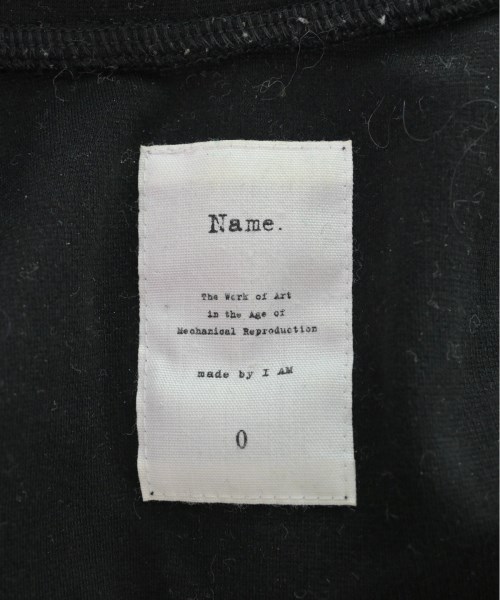 Name.
The Work of Art
in the Age of
Mechanical Reproduction
made by I AM
0